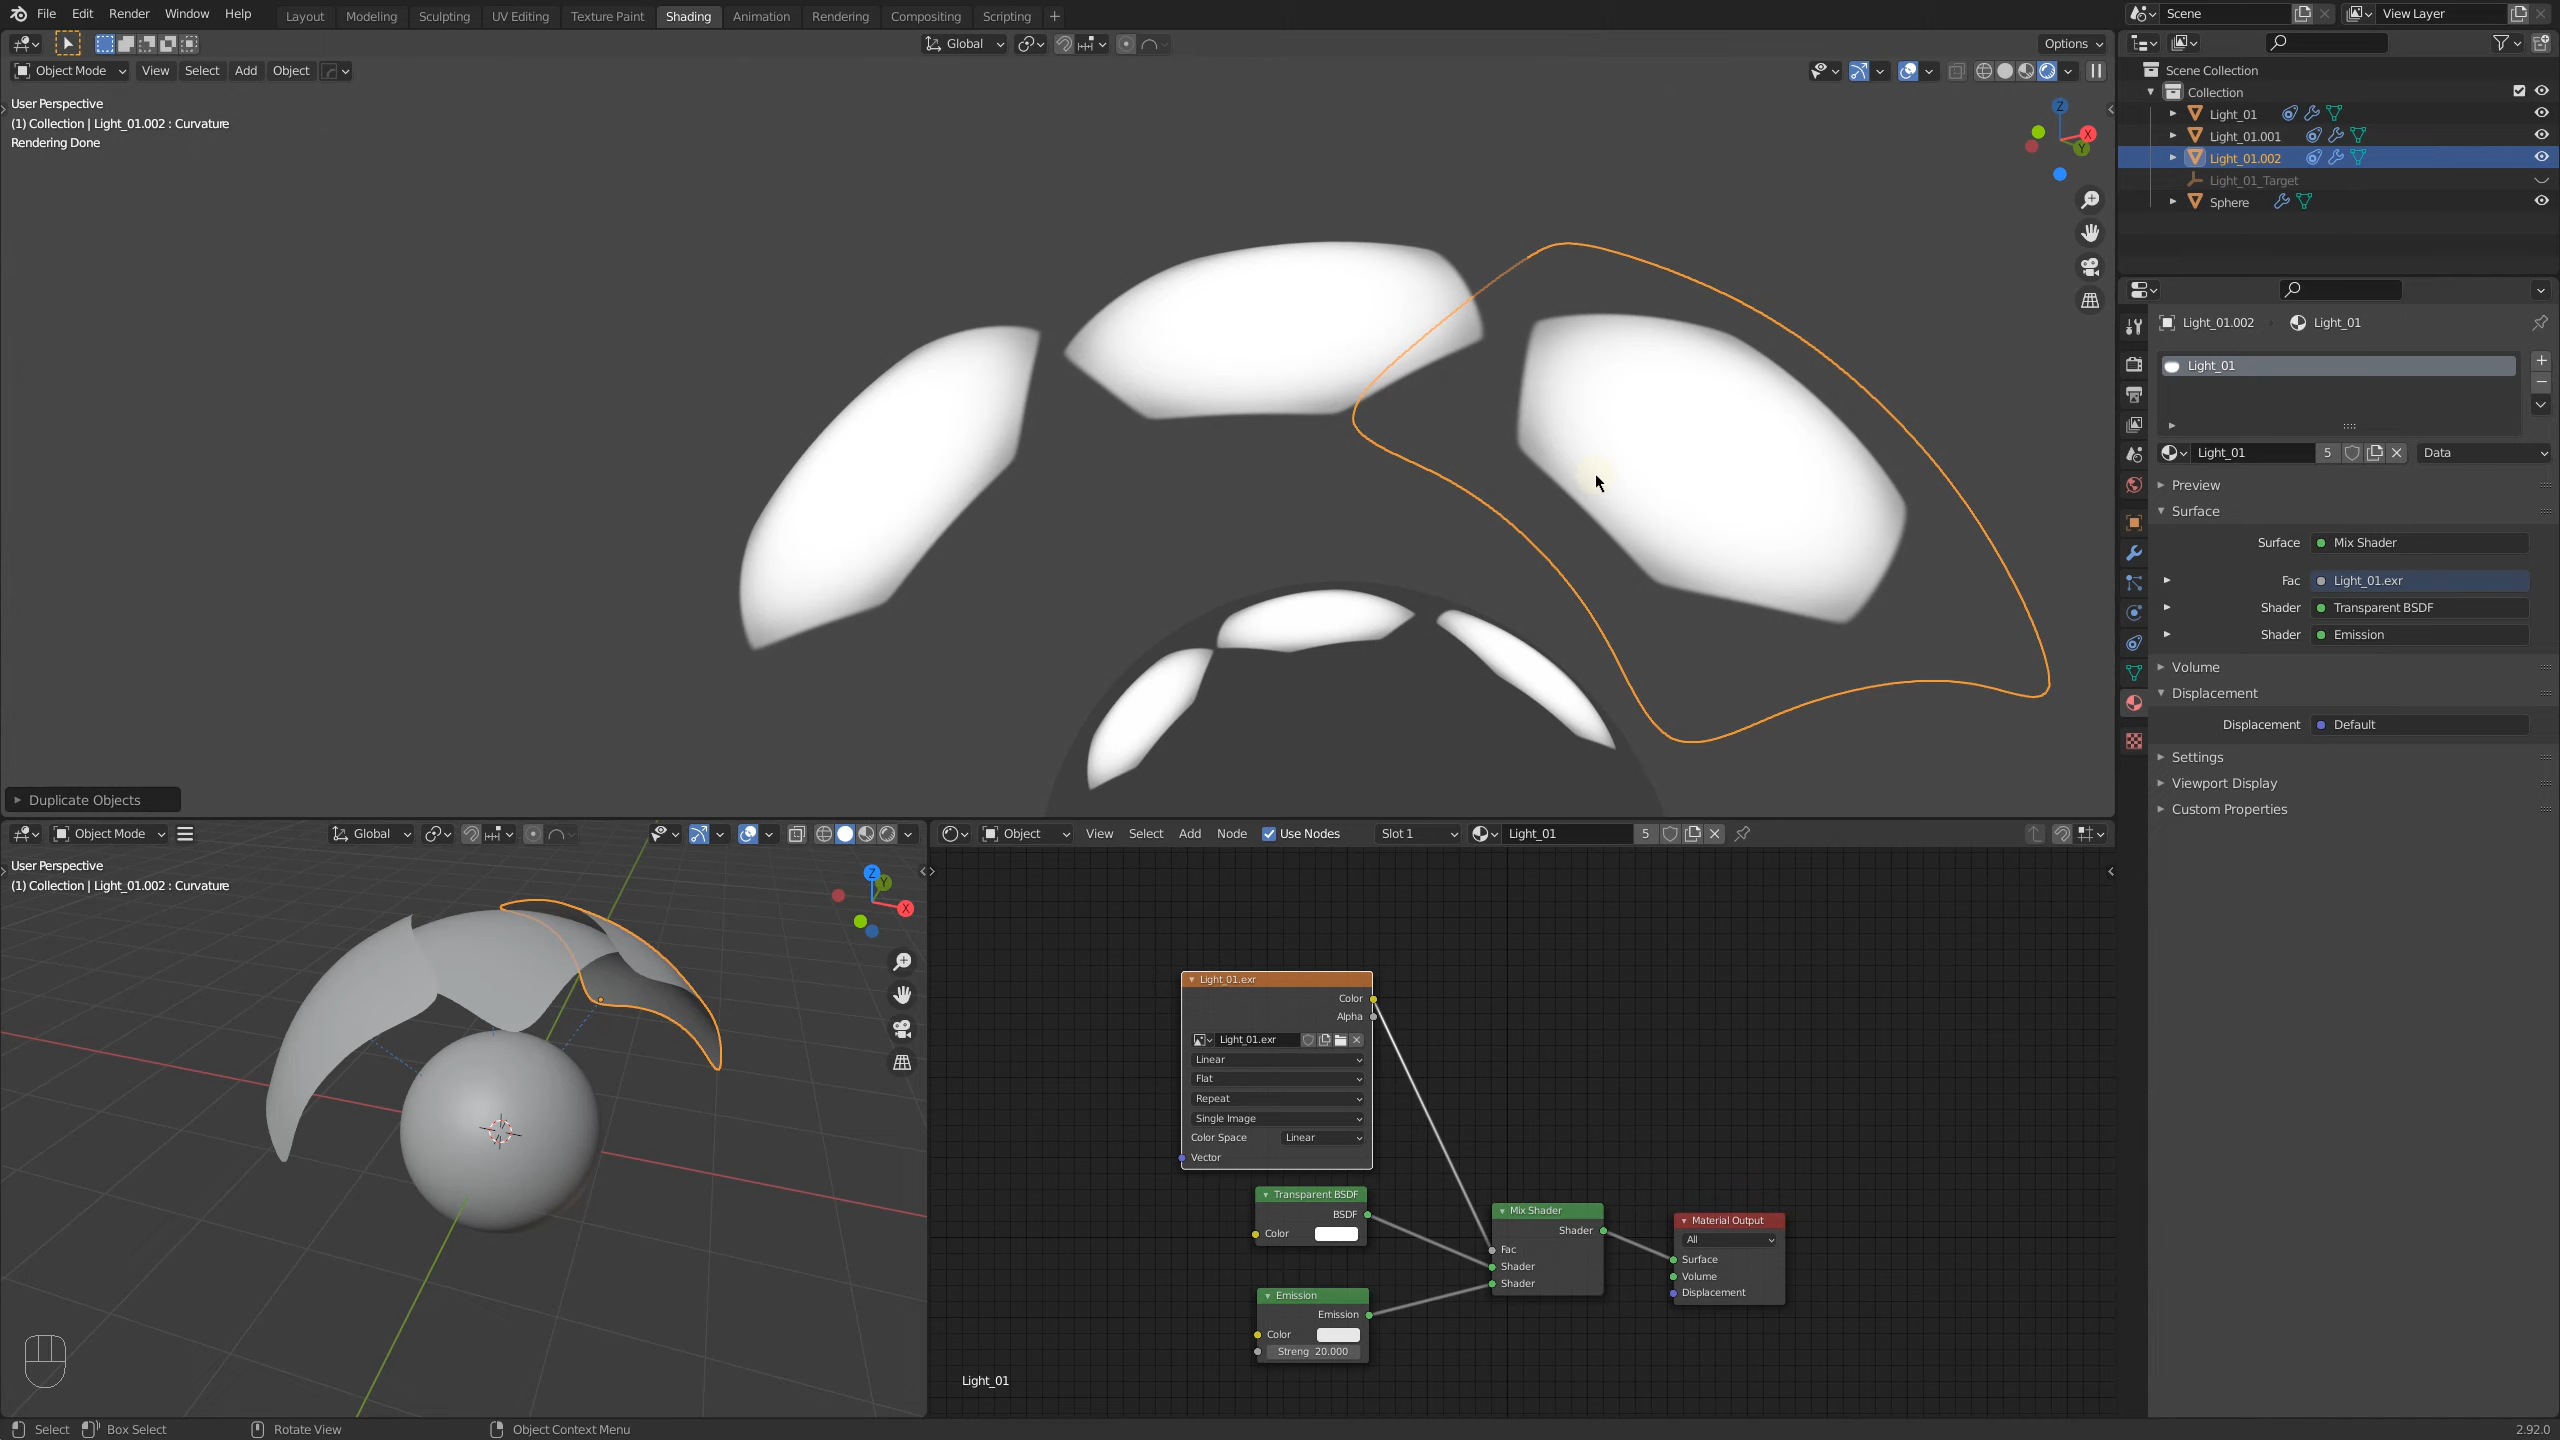 File Edit Render Window Help Layout Modeling Sculpting UV Editing Texture Paint Shading Animation Rendering Compositing Scripting + Scene View Layer
Global Options
Object Mode View Select Add Object
User Perspective
(1) Collection | Light_01.002 : Curvature
Rendering Done
Z
X
Y
Scene Collection
Collection
Light_01
Light_01.001
Light_01.002
Light_01_Target
Sphere
Light_01.002 Light_01
Light_01
Light_01 5 Data
Preview
Surface
Surface Mix Shader
Fac Light_01.exr
Shader Transparent BSDF
Shader Emission
Volume
Displacement
Displacement Default
Settings
Viewport Display
Custom Properties
Duplicate Objects
Object Mode Global
User Perspective
(1) Collection | Light_01.002 : Curvature
Z
Y
X
Object View Select Add Node Use Nodes Slot 1 Light_01 5
Light_01.exr
Color
Alpha
Light_01.exr
Linear
Flat
Repeat
Single Image
Color Space Linear
Vector
Transparent BSDF
BSDF
Color
Emission
Emission
Color
Streng 20.000
Mix Shader
Shader
Fac
Shader
Shader
Material Output
All
Surface
Volume
Displacement
Light_01
Select Box Select Rotate View Object Context Menu 2.92.0